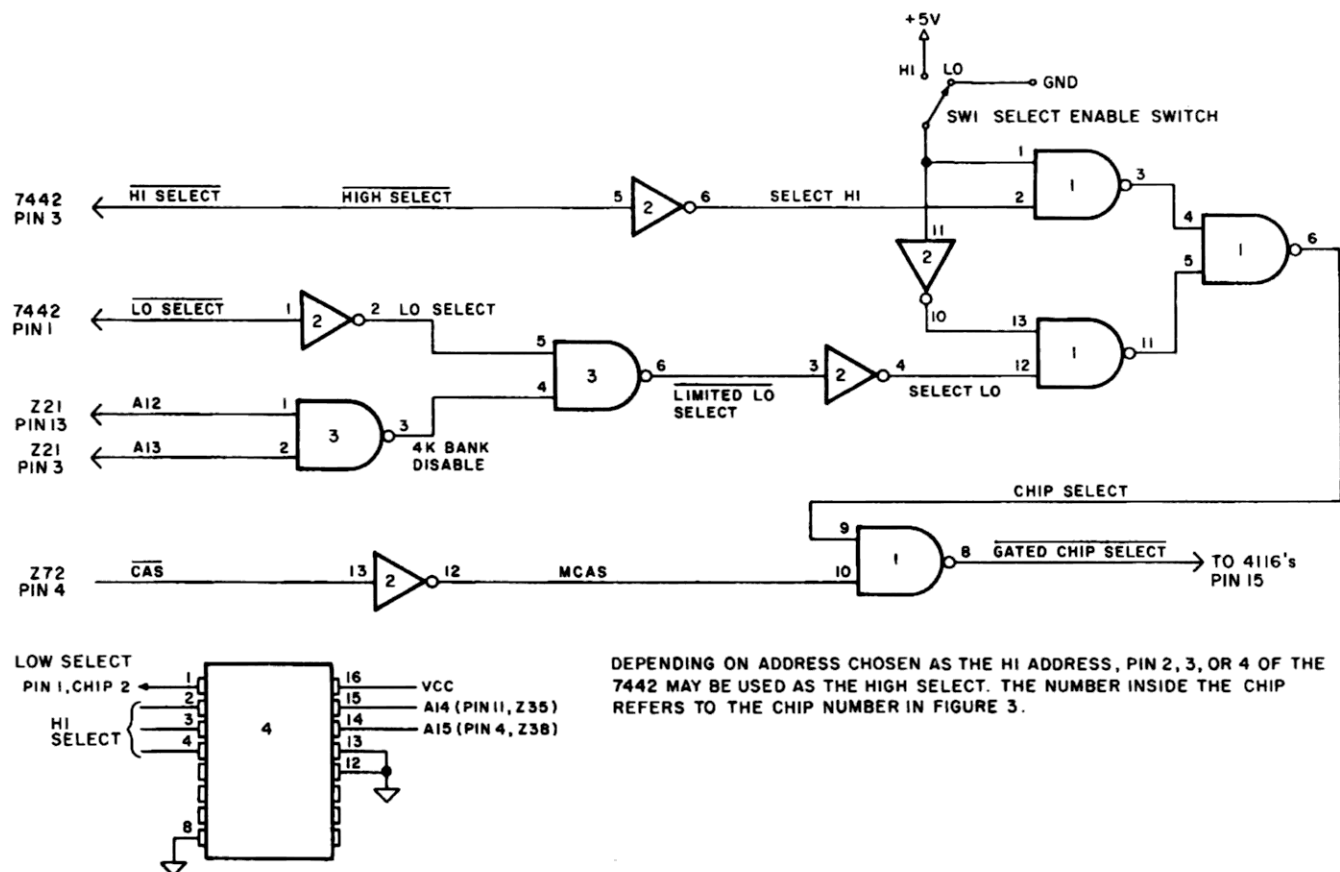 +5V
HI
LO
GND
SW1 SELECT ENABLE SWITCH
7442
PIN 3
HI SELECT
HIGH SELECT
5
2
6
SELECT HI
1
2
1
3
11
2
10
4
5
1
6
7442
PIN 1
LO SELECT
1
2
2
LO SELECT
5
4
3
6
LIMITED LO
SELECT
3
2
4
SELECT LO
13
12
1
11
Z21
PIN 13
A12
1
Z21
PIN 3
A13
2
3
3
4K BANK
DISABLE
CHIP SELECT
Z72
PIN 4
CAS
13
2
12
MCAS
9
10
1
8
GATED CHIP SELECT
TO 4116's
PIN 15
LOW SELECT
PIN 1, CHIP 2
1
2
3
4
HI
SELECT
8
4
16
VCC
15
A14 (PIN 11, Z35)
14
A15 (PIN 4, Z38)
13
12
DEPENDING ON ADDRESS CHOSEN AS THE HI ADDRESS, PIN 2, 3, OR 4 OF THE
7442 MAY BE USED AS THE HIGH SELECT. THE NUMBER INSIDE THE CHIP
REFERS TO THE CHIP NUMBER IN FIGURE 3.